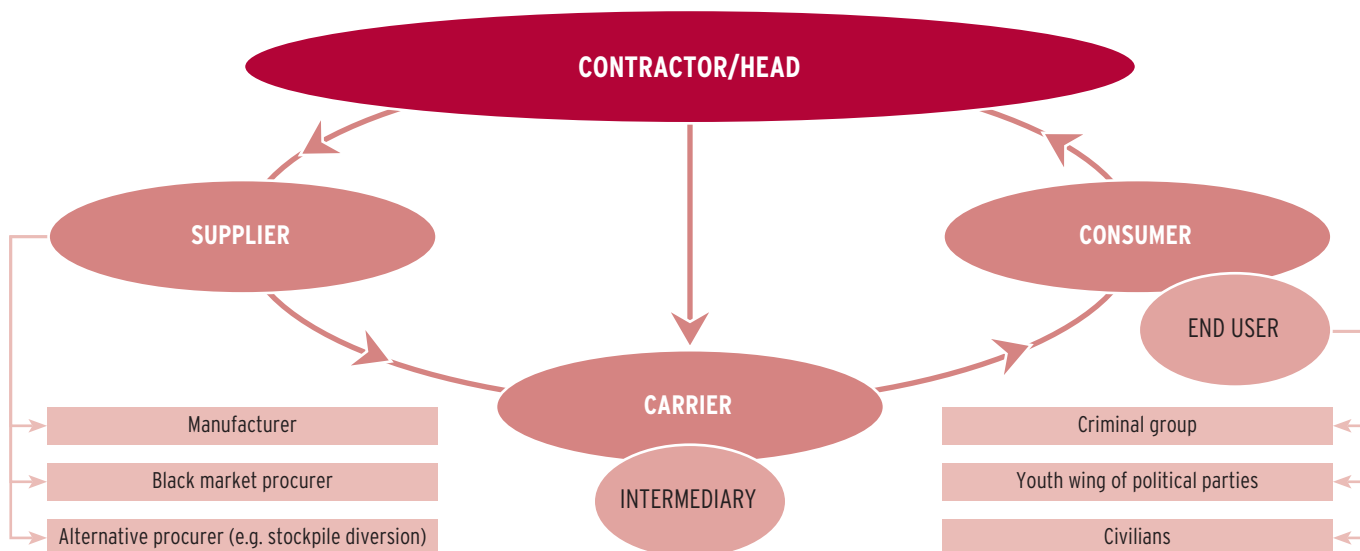 CONTRACTOR/HEAD
SUPPLIER
CONSUMER
END USER
CARRIER
INTERMEDIARY
Manufacturer
Black market procurer
Alternative procurer (e.g. stockpile diversion)
Criminal group
Youth wing of political parties
Civilians